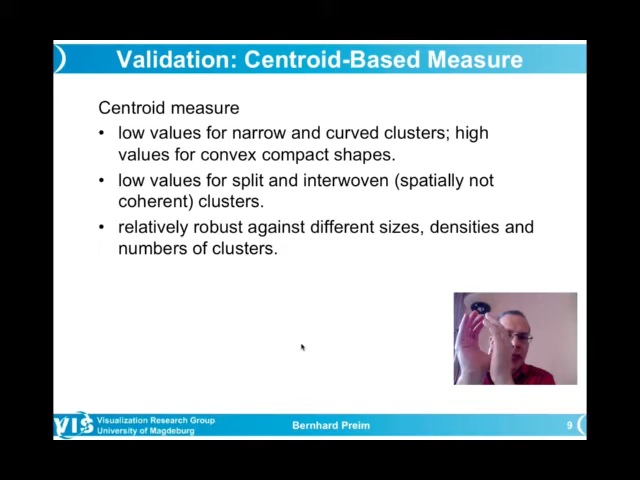 Validation: Centroid-Based Measure
Centroid measure
• low values for narrow and curved clusters; high
values for convex compact shapes.
• low values for split and interwoven (spatially not
coherent) clusters.
• relatively robust against different sizes, densities and
numbers of clusters.
VIS
Visualization Research Group
University of Magdeburg
Bernhard Preim
9